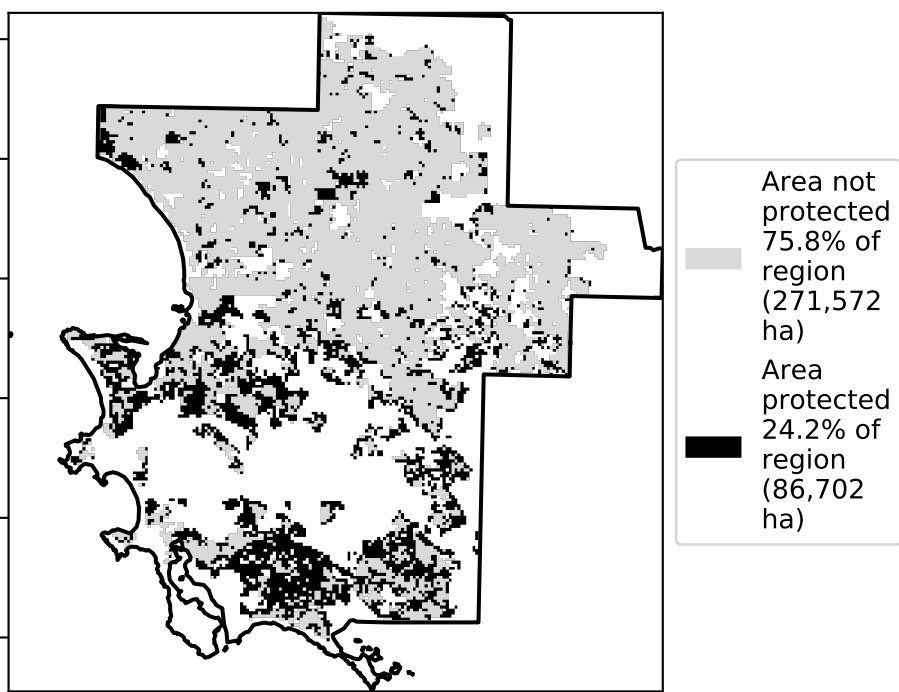 Area not
protected
75.8% of
region
(271,572
ha)
Area
protected
24.2% of
region
(86,702
ha)